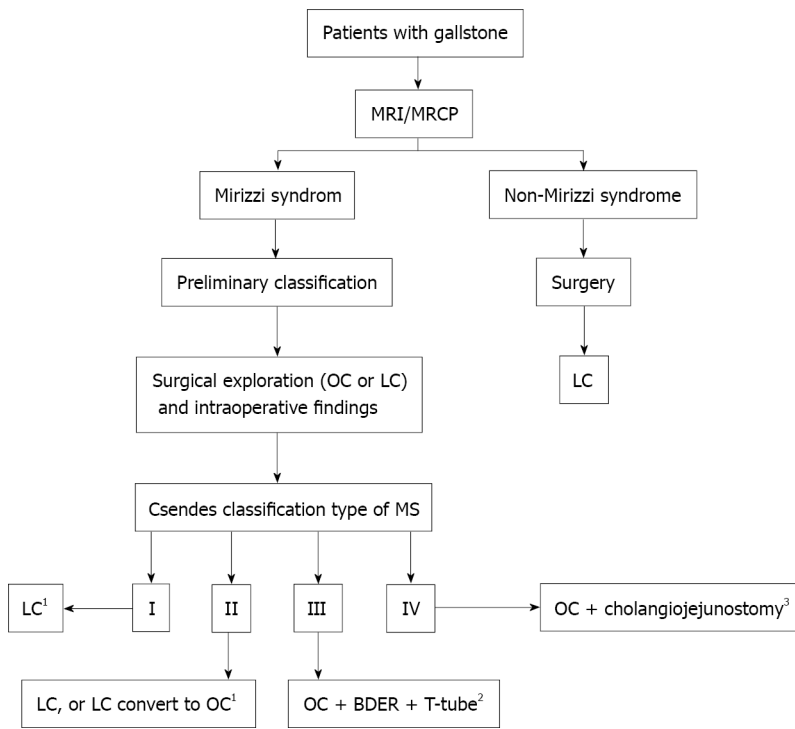 Patients with gallstone
MRI/MRCP
Mirizzi syndrom
Non-Mirizzi syndrome
Preliminary classification
Surgery
Surgical exploration (OC or LC)
and intraoperative findings
LC
Csendes classification type of MS
LC¹
I
II
III
IV
OC + cholangiojejunostomy³
LC, or LC convert to OC¹
OC + BDER + T-tube²